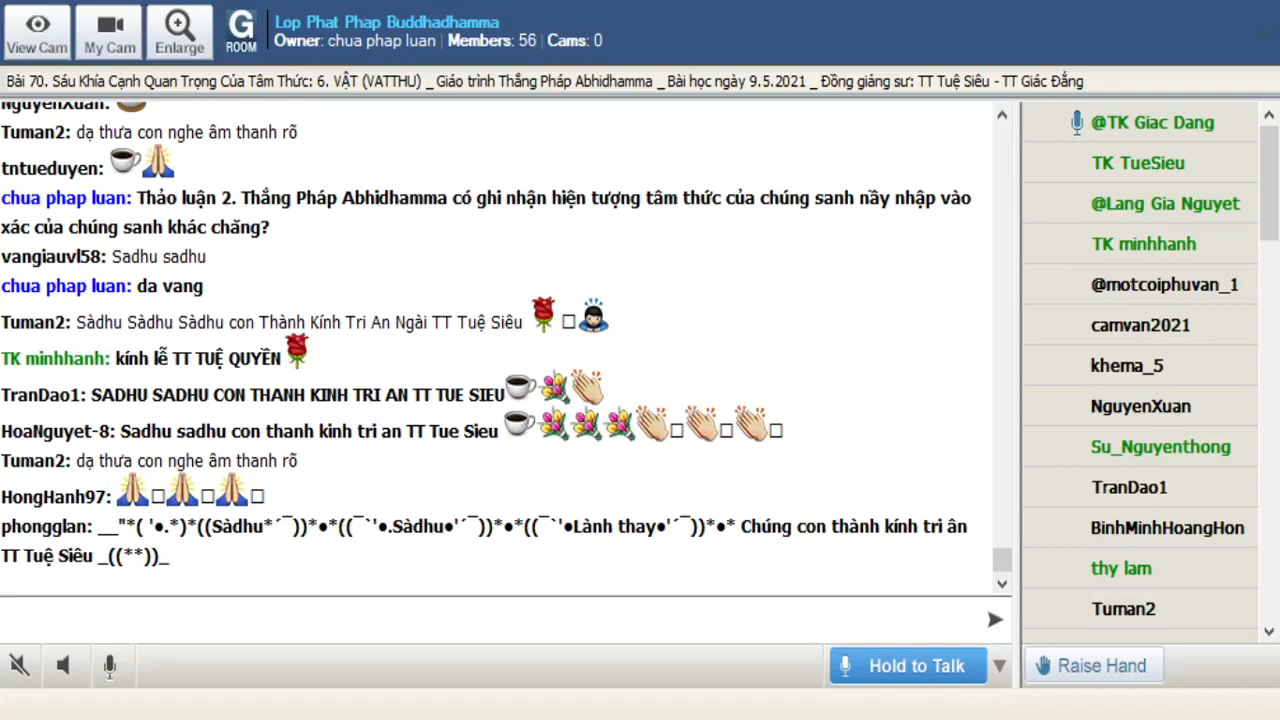 View Cam
My Cam
Enlarge
G
ROOM
Lop Phat Phap Buddhadhamma
Owner: chua phap luan | Members: 56 | Cams: 0
Bài 70. Sáu Khía Cạnh Quan Trọng Của Tâm Thức: 6. VẬT (VATTHU) _ Giáo trình Thắng Pháp Abhidhamma _ Bài học ngày 9.5.2021 _ Đồng giảng sư: TT Tuệ Siêu - TT Giác Đẳng
NguyenXuan:
Tuman2: dạ thưa con nghe âm thanh rõ
tntueduyen:
chua phap luan: Thảo luận 2. Thắng Pháp Abhidhamma có ghi nhận hiện tượng tâm thức của chúng sanh nầy nhập vào
xác của chúng sanh khác chăng?
vangiauvl58: Sadhu sadhu
chua phap luan: da vang
Tuman2: Sàdhu Sàdhu Sàdhu con Thành Kính Tri An Ngài TT Tuệ Siêu
TK minhhanh: kính lễ TT TUỆ QUYỀN
TranDao1: SADHU SADHU CON THANH KINH TRI AN TT TUE SIEU
HoaNguyet-8: Sadhu sadhu con thanh kinh tri an TT Tue Sieu
Tuman2: dạ thưa con nghe âm thanh rõ
HongHanh97:
phongglan: __"*( '●.*)*((Sàdhu*´¯))*●*((¯`'●.Sàdhu●'´¯))*●*((¯`'●Lành thay●'´¯))*●* Chúng con thành kính tri ân
TT Tuệ Siêu _((**))_
Hold to Talk
@TK Giac Dang
TK TueSieu
@Lang Gia Nguyet
TK minhhanh
@motcoiphuvan_1
camvan2021
khema_5
NguyenXuan
Su_Nguyenthong
TranDao1
BinhMinhHoangHon
thy lam
Tuman2
Raise Hand